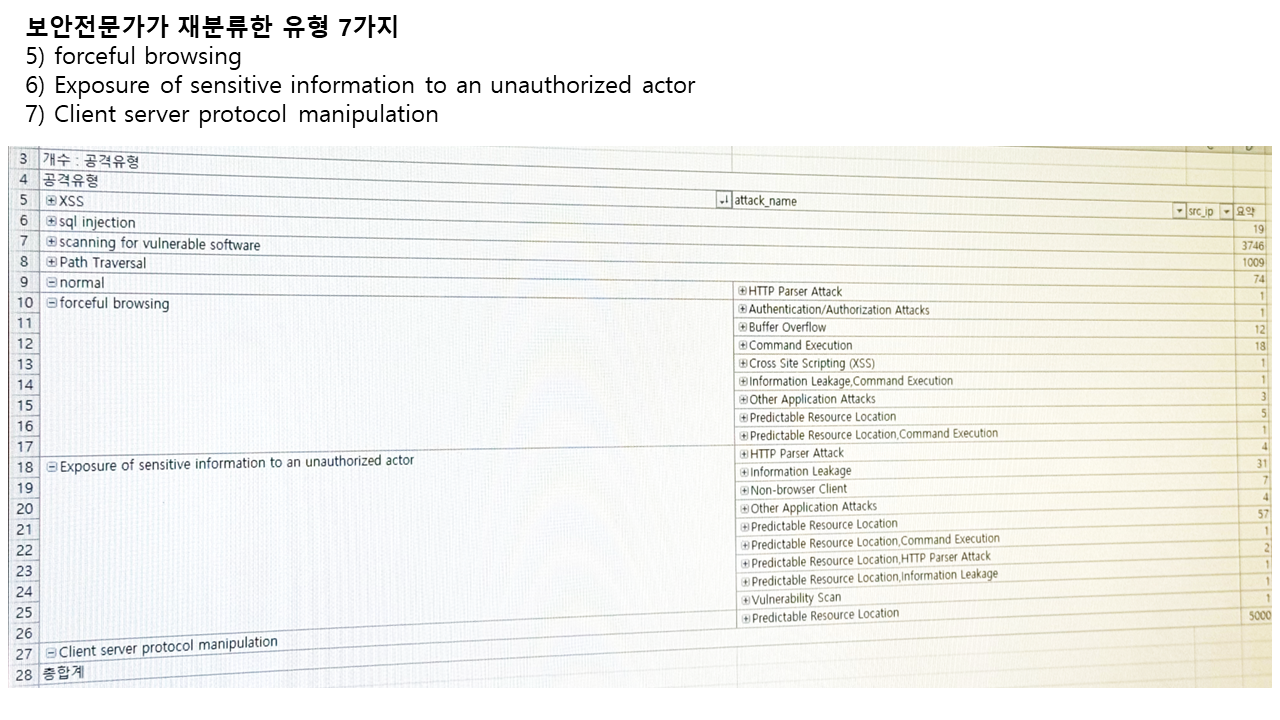 보안전문가가 재분류한 유형 7가지
5) forceful browsing
6) Exposure of sensitive information to an unauthorized actor
7) Client server protocol manipulation
3 개수 : 공격유형
4 공격유형 attack_name src_ip 요약
5 XSS 19
6 sql injection 3746
7 scanning for vulnerable software 1009
8 Path Traversal 74
9 normal HTTP Parser Attack 1
10 forceful browsing Authentication/Authorization Attacks 1
11 Buffer Overflow 12
12 Command Execution 18
13 Cross Site Scripting (XSS) 1
14 Information Leakage,Command Execution 1
15 Other Application Attacks 3
16 Predictable Resource Location 5
17 Predictable Resource Location,Command Execution 1
18 Exposure of sensitive information to an unauthorized actor HTTP Parser Attack 4
19 Information Leakage 31
20 Non-browser Client 7
21 Other Application Attacks 4
22 Predictable Resource Location 57
23 Predictable Resource Location,Command Execution 1
24 Predictable Resource Location,HTTP Parser Attack 2
25 Predictable Resource Location,Information Leakage 1
26 Vulnerability Scan 1
27 Client server protocol manipulation Predictable Resource Location 1
28 총합계 5000